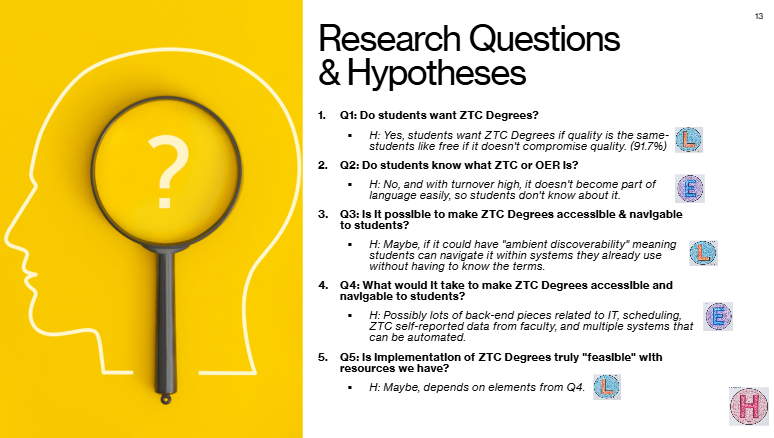 13
Research Questions
& Hypotheses
?
1. Q1: Do students want ZTC Degrees?
▪ H: Yes, students want ZTC Degrees if quality is the same-
students like free if it doesn't compromise quality. (91.7%)
L
2. Q2: Do students know what ZTC or OER is?
▪ H: No, and with turnover high, it doesn't become part of
language easily, so students don't know about it.
E
3. Q3: Is it possible to make ZTC Degrees accessible & navigable
to students?
▪ H: Maybe, if it could have "ambient discoverability" meaning
students can navigate it within systems they already use
without having to know the terms.
L
4. Q4: What would it take to make ZTC Degrees accessible and
navigable to students?
▪ H: Possibly lots of back-end pieces related to IT, scheduling,
ZTC self-reported data from faculty, and multiple systems that
can be automated.
E
5. Q5: Is implementation of ZTC Degrees truly "feasible" with
resources we have?
▪ H: Maybe, depends on elements from Q4.
L
H